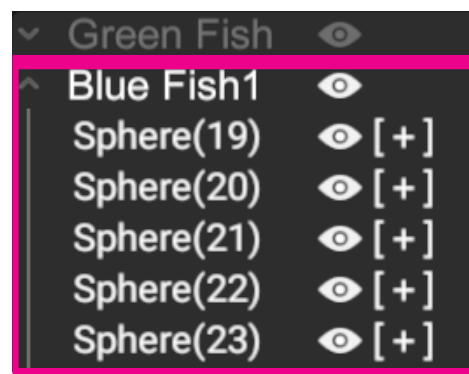 Green Fish
Blue Fish1
Sphere(19) [+]
Sphere(20) [+]
Sphere(21) [+]
Sphere(22) [+]
Sphere(23) [+]